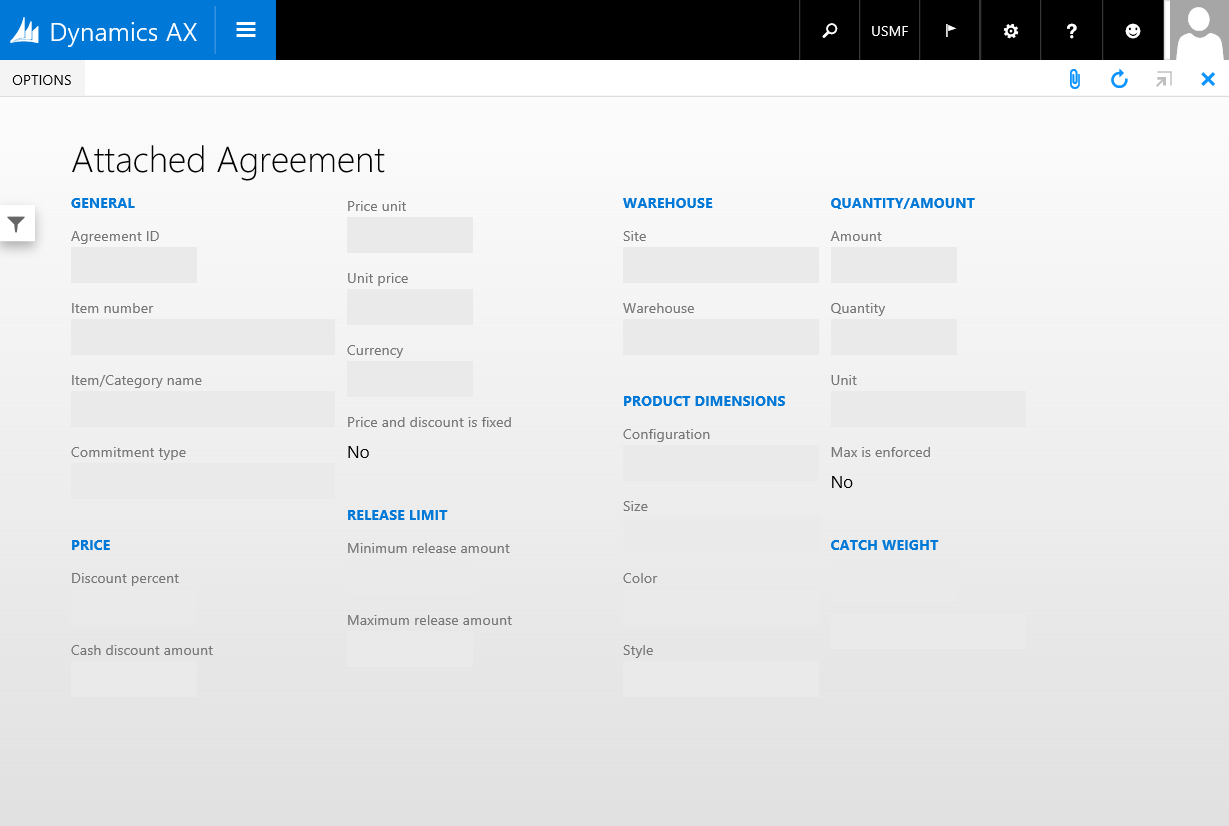 Dynamics AX
USMF
?
OPTIONS
Attached Agreement
GENERAL
Agreement ID
Item number
Item/Category name
Commitment type
PRICE
Discount percent
Cash discount amount
Price unit
Unit price
Currency
Price and discount is fixed
No
RELEASE LIMIT
Minimum release amount
Maximum release amount
WAREHOUSE
Site
Warehouse
PRODUCT DIMENSIONS
Configuration
Size
Color
Style
QUANTITY/AMOUNT
Amount
Quantity
Unit
Max is enforced
No
CATCH WEIGHT